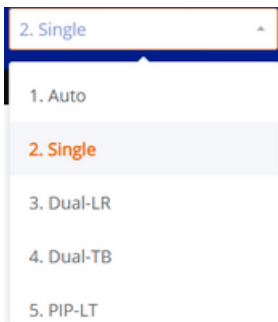 2. Single
1. Auto
2. Single
3. Dual-LR
4. Dual-TB
5. PIP-LT